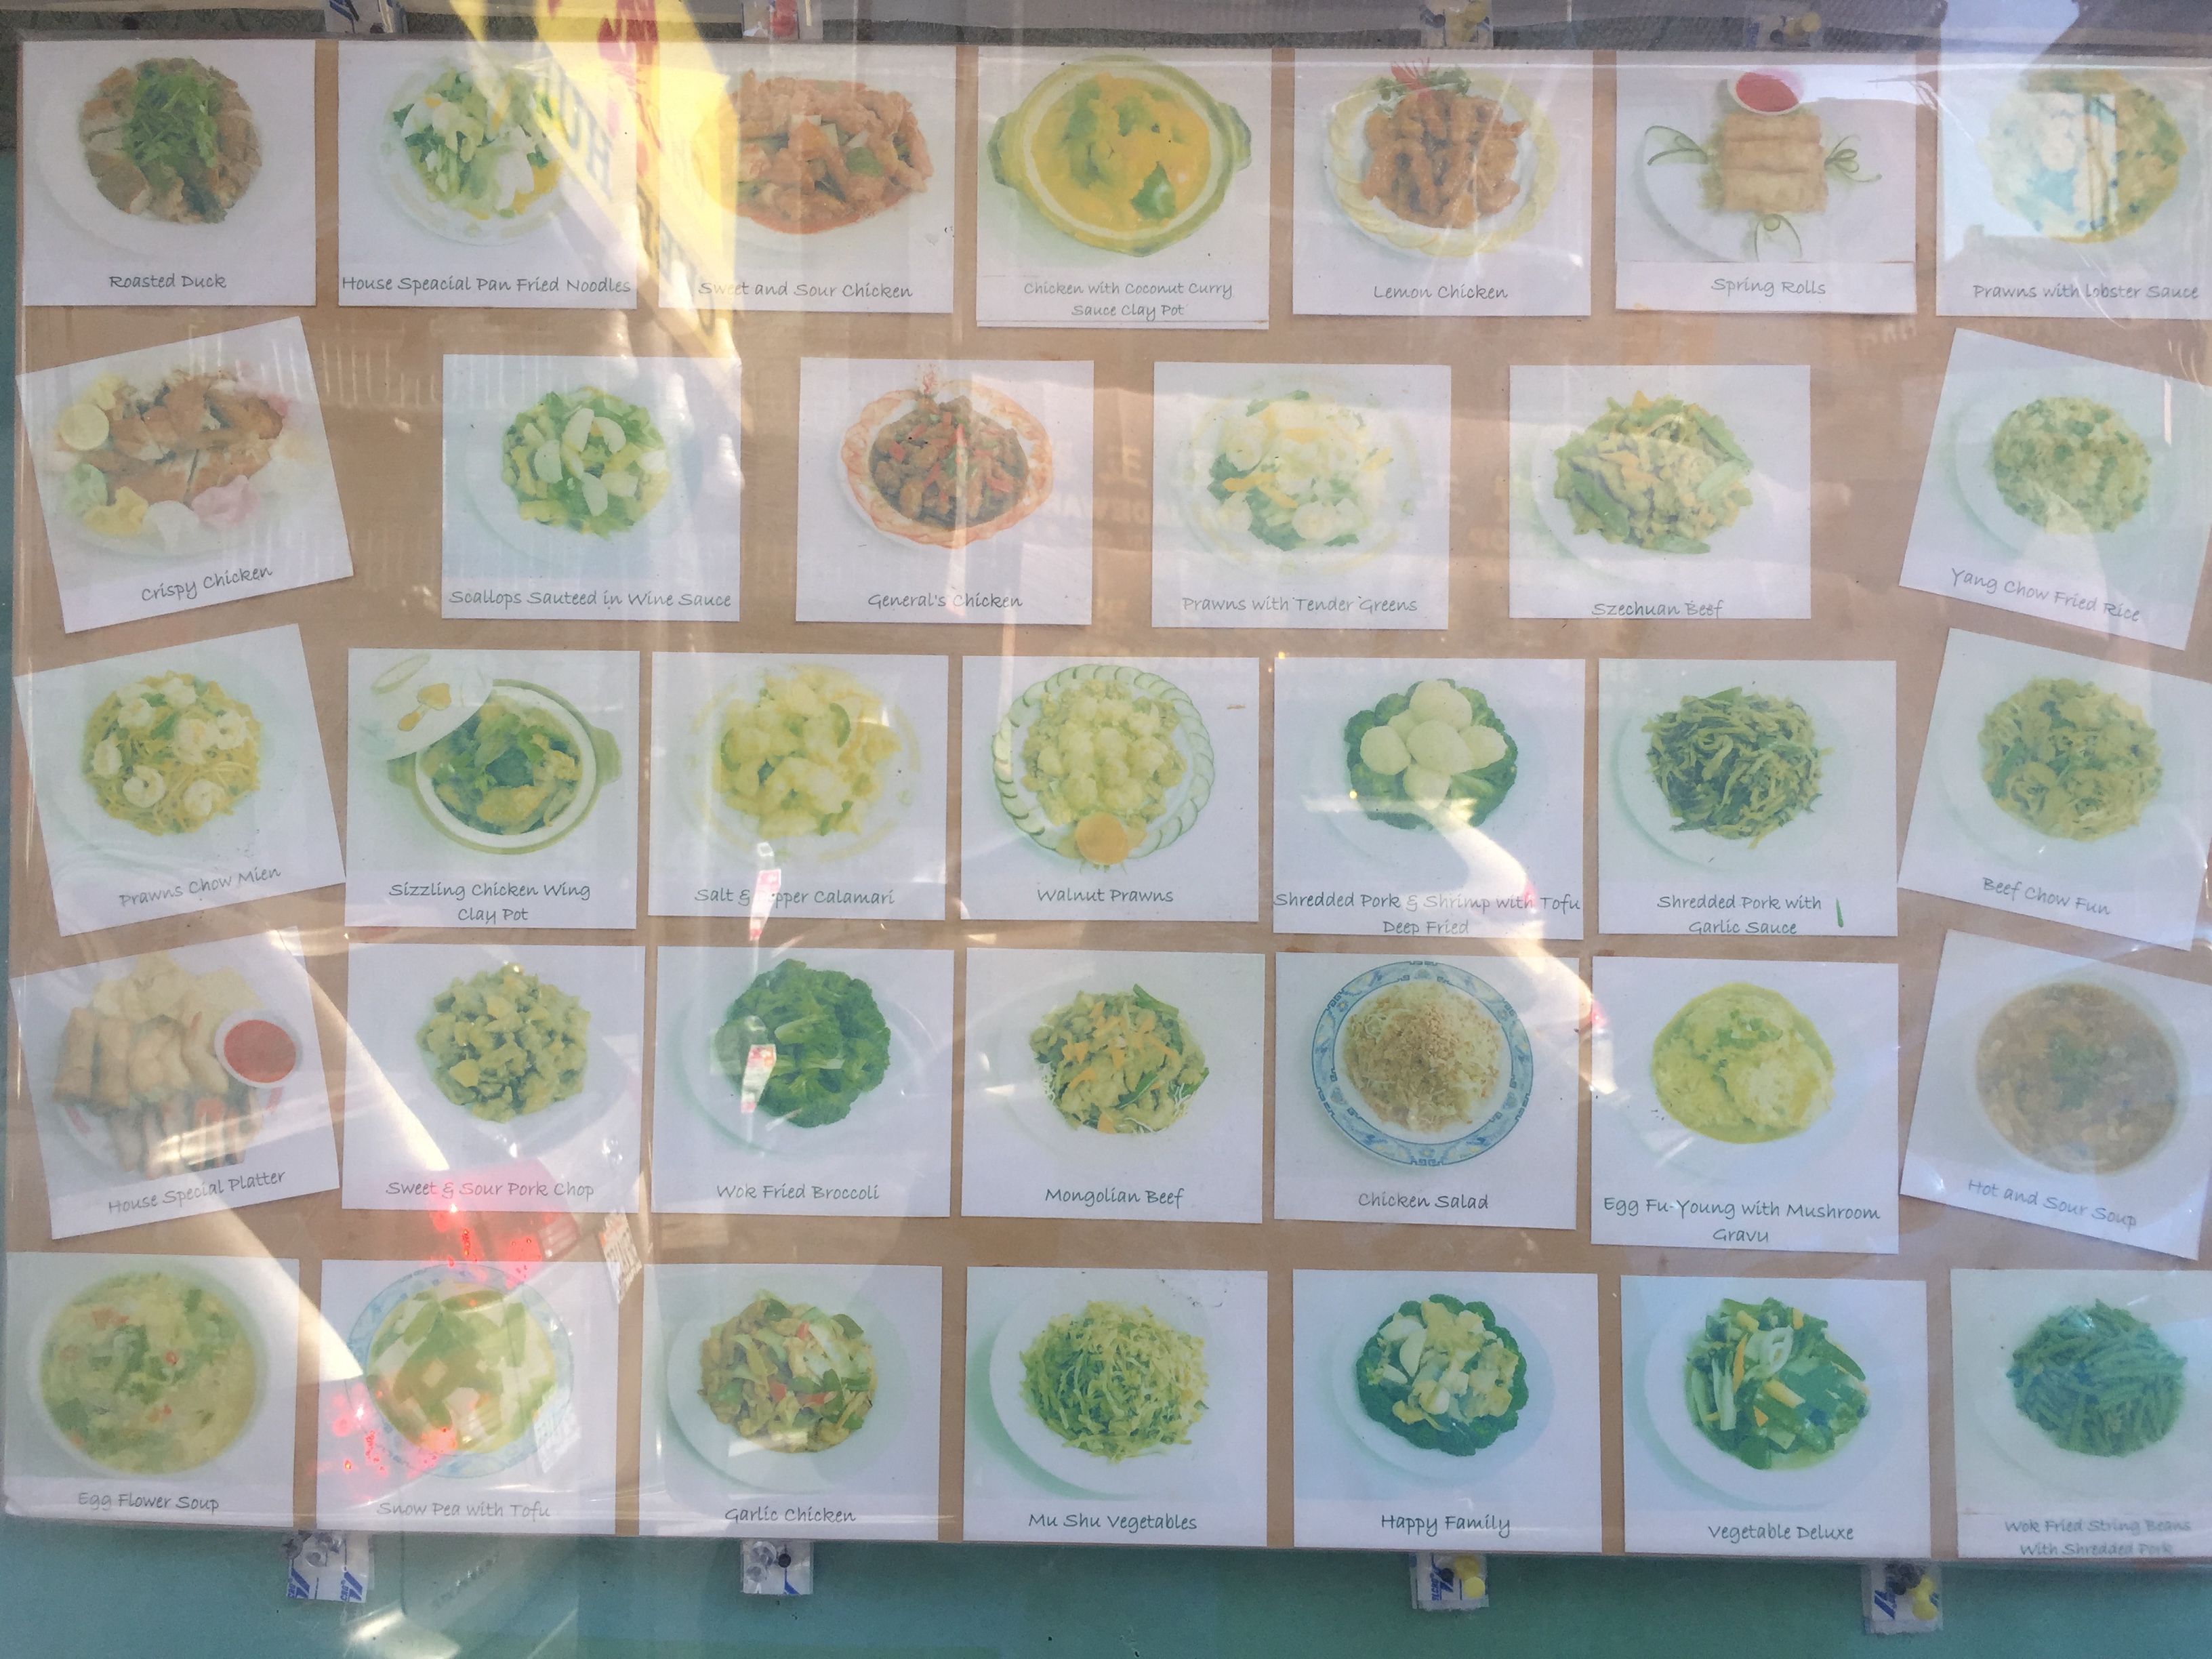 Roasted Duck
House Speacial Pan Fried Noodles
Sweet and Sour Chicken
Chicken with Coconut Curry
Sauce Clay Pot
Lemon Chicken
Spring Rolls
Prawns with lobster Sauce
Crispy Chicken
Scallops Sauteed in Wine Sauce
General's Chicken
Prawns with Tender Greens
Szechuan Beef
Yang Chow Fried Rice
Prawns Chow Mien
Sizzling Chicken Wing
Clay Pot
Salt & pper Calamari
Walnut Prawns
Shredded Pork & Shrimp with Tofu
Deep Fried
Shredded Pork with
Garlic Sauce
Beef Chow Fun
House Special Platter
Sweet & Sour Pork Chop
Wok Fried Broccoli
Mongolian Beef
Chicken Salad
Egg Fu-Young with Mushroom
Gravy
Hot and Sour Soup
Egg Flower Soup
Snow Pea with Tofu
Garlic Chicken
Mu Shu Vegetables
Happy Family
Vegetable Deluxe
Wok Fried String Beans
With Shredded Pork